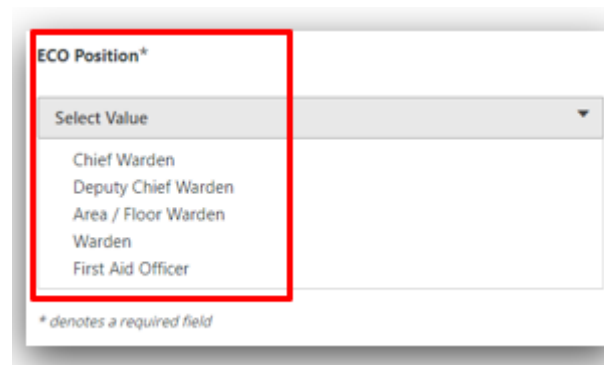 ECO Position*
Select Value
Chief Warden
Deputy Chief Warden
Area / Floor Warden
Warden
First Aid Officer
* denotes a required field